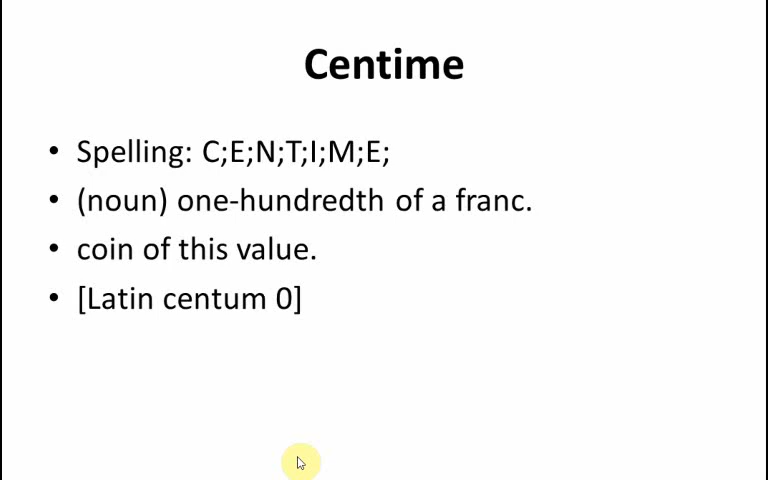 Centime
• Spelling: C;E;N;T;I;M;E;
• (noun) one-hundredth of a franc.
• coin of this value.
• [Latin centum 0]